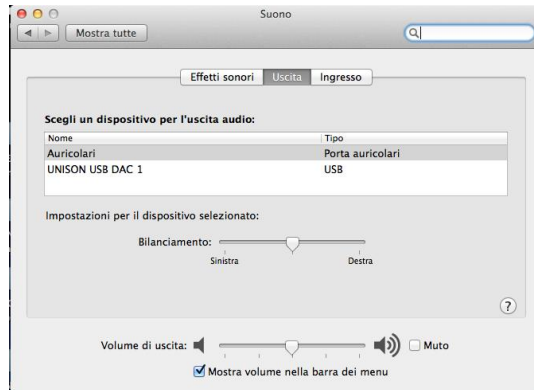 Suono
Mostra tutte
Effetti sonori Uscita Ingresso
Scegli un dispositivo per l'uscita audio:
Nome Tipo
Auricolari Porta auricolari
UNISON USB DAC 1 USB
Impostazioni per il dispositivo selezionato:
Bilanciamento:
Sinistra Destra
?
Volume di uscita: Muto
Mostra volume nella barra dei menu